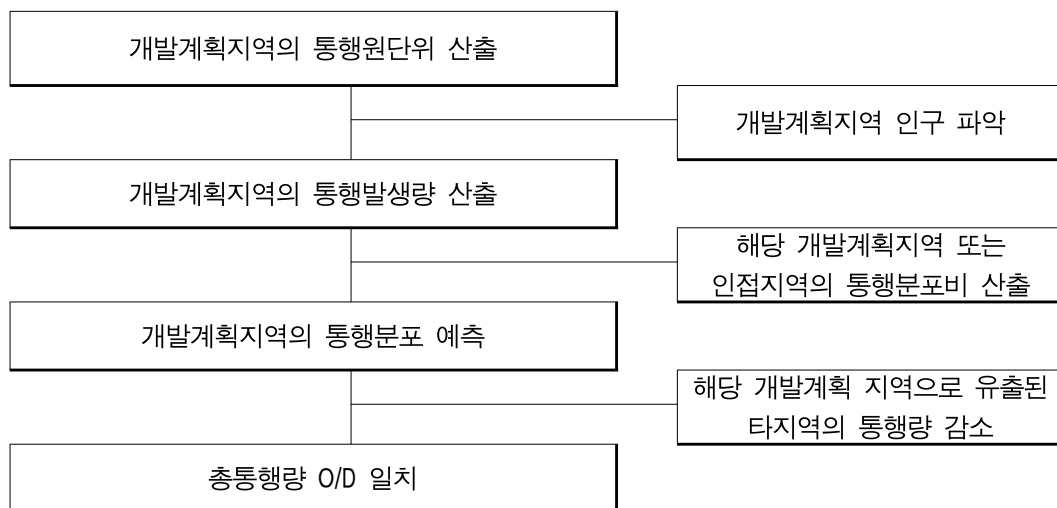 개발계획지역의 통행원단위 산출
개발계획지역 인구 파악
개발계획지역의 통행발생량 산출
해당 개발계획지역 또는
인접지역의 통행분포비 산출
개발계획지역의 통행분포 예측
해당 개발계획 지역으로 유출된
타지역의 통행량 감소
총통행량 O/D 일치